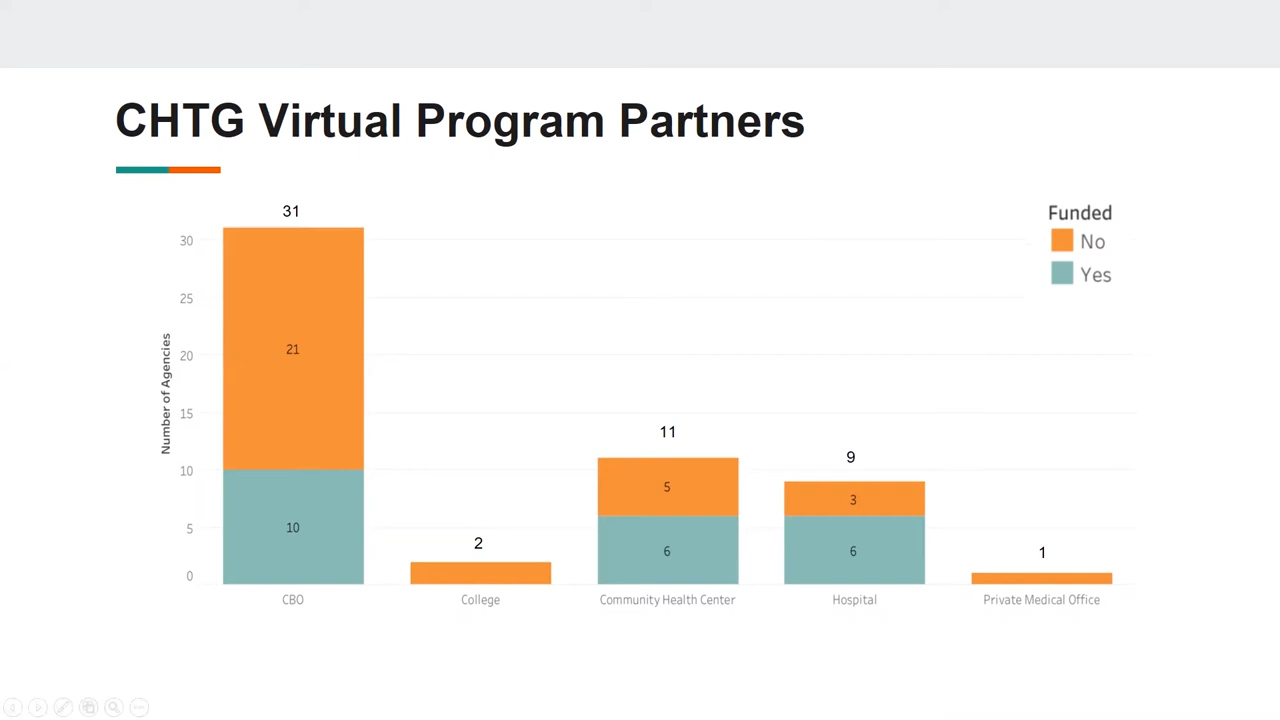 CHTG Virtual Program Partners
31
Funded
No
Yes
30
25
20
15
10
5
0
Number of Agencies
21
10
2
11
5
6
9
3
6
1
CBO
College
Community Health Center
Hospital
Private Medical Office